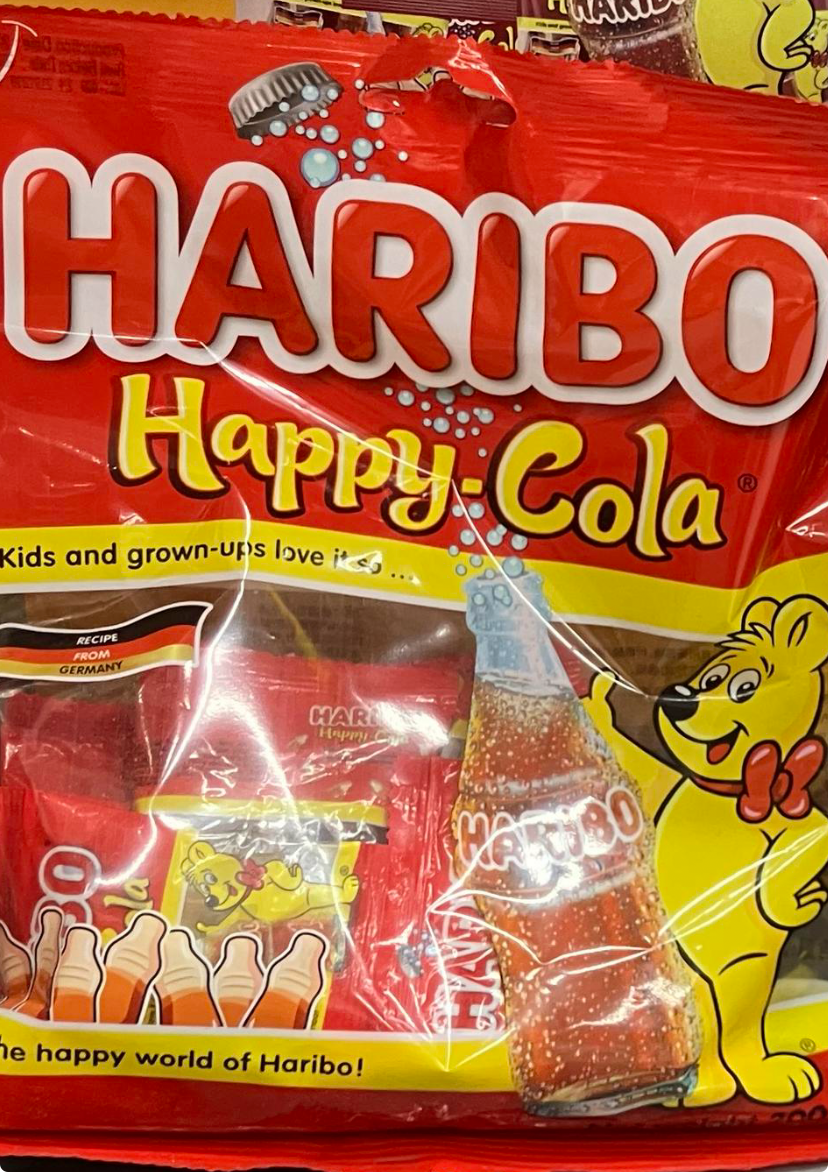 HARIBO
HARIBO
Happy-Cola®
Kids and grown-ups love it so ...
RECIPE
FROM
GERMANY
HARIBO
Happy
HARIBO
he happy world of Haribo!
®